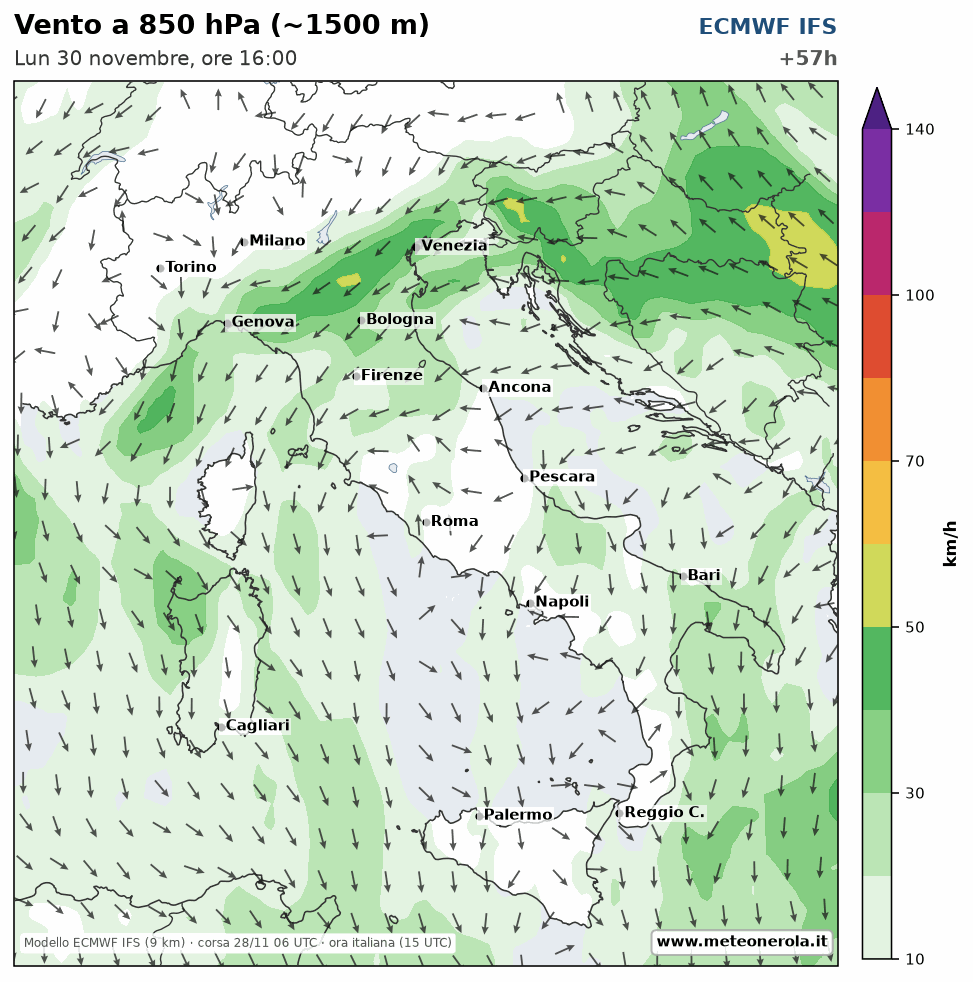 Vento a 850 hPa (~1500 m)
ECMWF IFS
Lun 30 novembre, ore 16:00
+57h
Milano
Venezia
Torino
Genova
Bologna
Firenze
Ancona
Pescara
Roma
Bari
Napoli
Cagliari
Palermo
Reggio C.
140
100
70
50
30
10
km/h
Modello ECMWF IFS (9 km) · corsa 28/11 06 UTC · ora italiana (15 UTC)
www.meteonerola.it